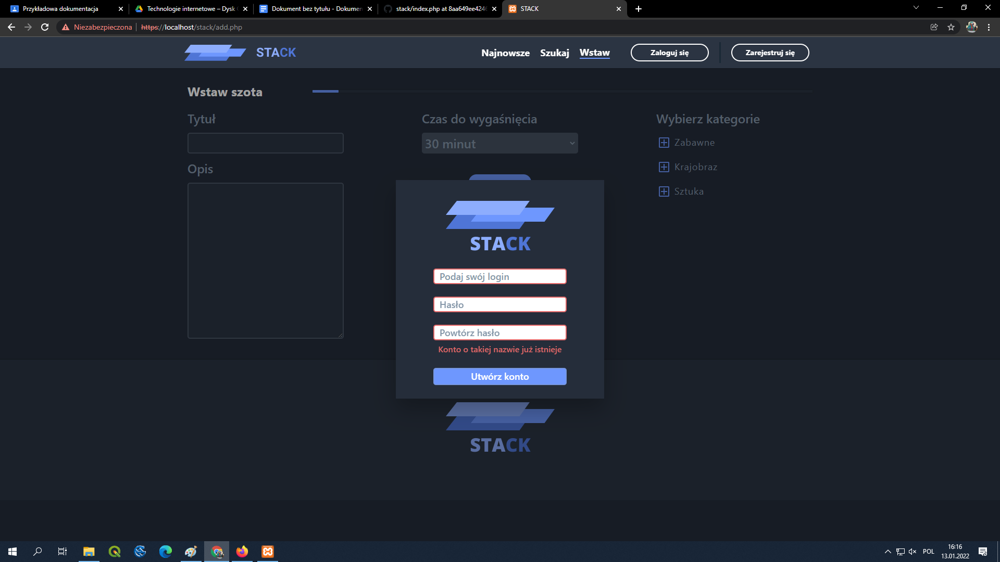 Przykładowa dokumentacja
Technologie internetowe – Dysk
Dokument bez tytułu - Dokumen
stack/index.php at 8aa649ee424
STACK
Niezabezpieczona
https://localhost/stack/add.php
STACK
Najnowsze
Szukaj
Wstaw
Zaloguj się
Zarejestruj się
Wstaw szota
Tytuł
Czas do wygaśnięcia
Wybierz kategorie
30 minut
Zabawne
Opis
Krajobraz
Sztuka
STACK
Podaj swój login
Hasło
Powtórz hasło
Konto o takiej nazwie już istnieje
Utwórz konto
STACK
POL
16:16
13.01.2022